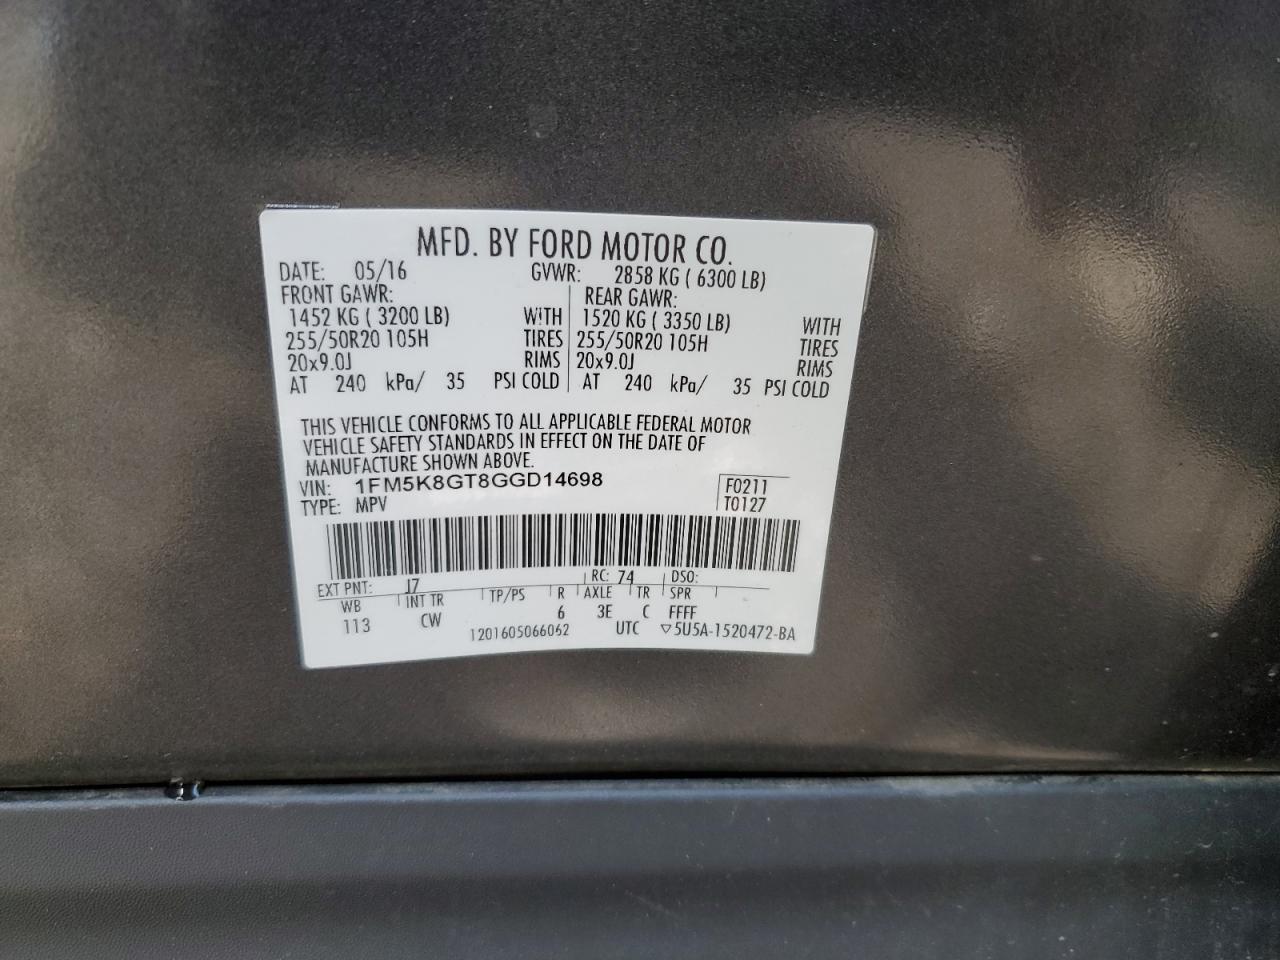 MFD. BY FORD MOTOR CO.
DATE: 05/16 GVWR: 2858 KG ( 6300 LB)
FRONT GAWR: REAR GAWR:
1452 KG ( 3200 LB) WITH 1520 KG ( 3350 LB) WITH
255/50R20 105H TIRES 255/50R20 105H TIRES
20x9.0J RIMS 20x9.0J RIMS
AT 240 kPa/ 35 PSI COLD AT 240 kPa/ 35 PSI COLD
THIS VEHICLE CONFORMS TO ALL APPLICABLE FEDERAL MOTOR
VEHICLE SAFETY STANDARDS IN EFFECT ON THE DATE OF
MANUFACTURE SHOWN ABOVE.
VIN: 1FM5K8GT8GGD14698 F0211
TYPE: MPV T0127
EXT PNT: J7 RC: 74 DSO:
WB INT TR TP/PS R AXLE TR SPR
113 CW 6 3E C FFFF
1201605066062 UTC ▽5U5A-1520472-BA